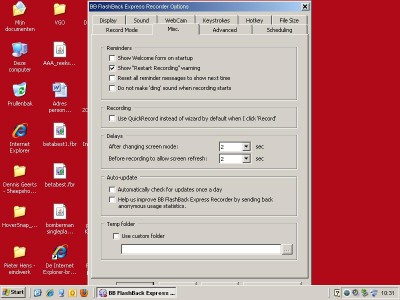 BB FlashBack Express Recorder Options
Display
Sound
WebCam
Keystrokes
Hotkey
File Size
Record Mode
Misc.
Advanced
Scheduling
Reminders
Show Welcome form on startup
Show "Restart Recording" warning
Reset all reminder messages to show next time
Do not make 'ding' sound when recording starts
Recording
Use QuickRecord instead of wizard by default when I click 'Record'
Delays
After changing screen mode:
2
sec
Before recording to allow screen refresh:
2
sec
Auto-update
Automatically check for updates once a day
Help us improve BB FlashBack Express Recorder by sending back
anonymous usage statistics.
Temp folder
Use custom folder
...
Mijn
documenten
VGO
Deze
computer
AAA_reeks...
Prullenbak
Adres
person...
Internet
Explorer
betabest1.fbr
Dennis Geerts
- Sheepsho...
betabest.fbr
HoverSnap_...
bomberman
singlepla...
Pieter Hens -
eindwerk
De Internet
Explorer-br...
Start
BB FlashBack Express ...
10:31